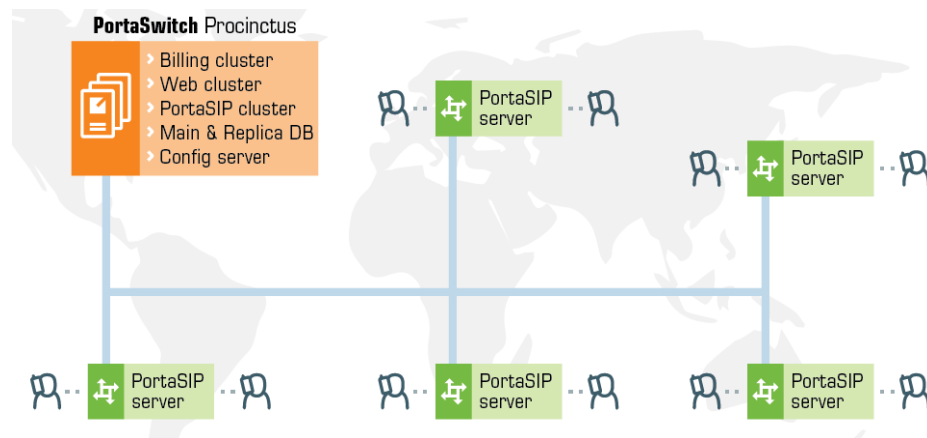 PortaSwitch Procinctus
> Billing cluster
> Web cluster
> PortaSIP cluster
> Main & Replica DB
> Config server
PortaSIP
server
PortaSIP
server
PortaSIP
server
PortaSIP
server
PortaSIP
server